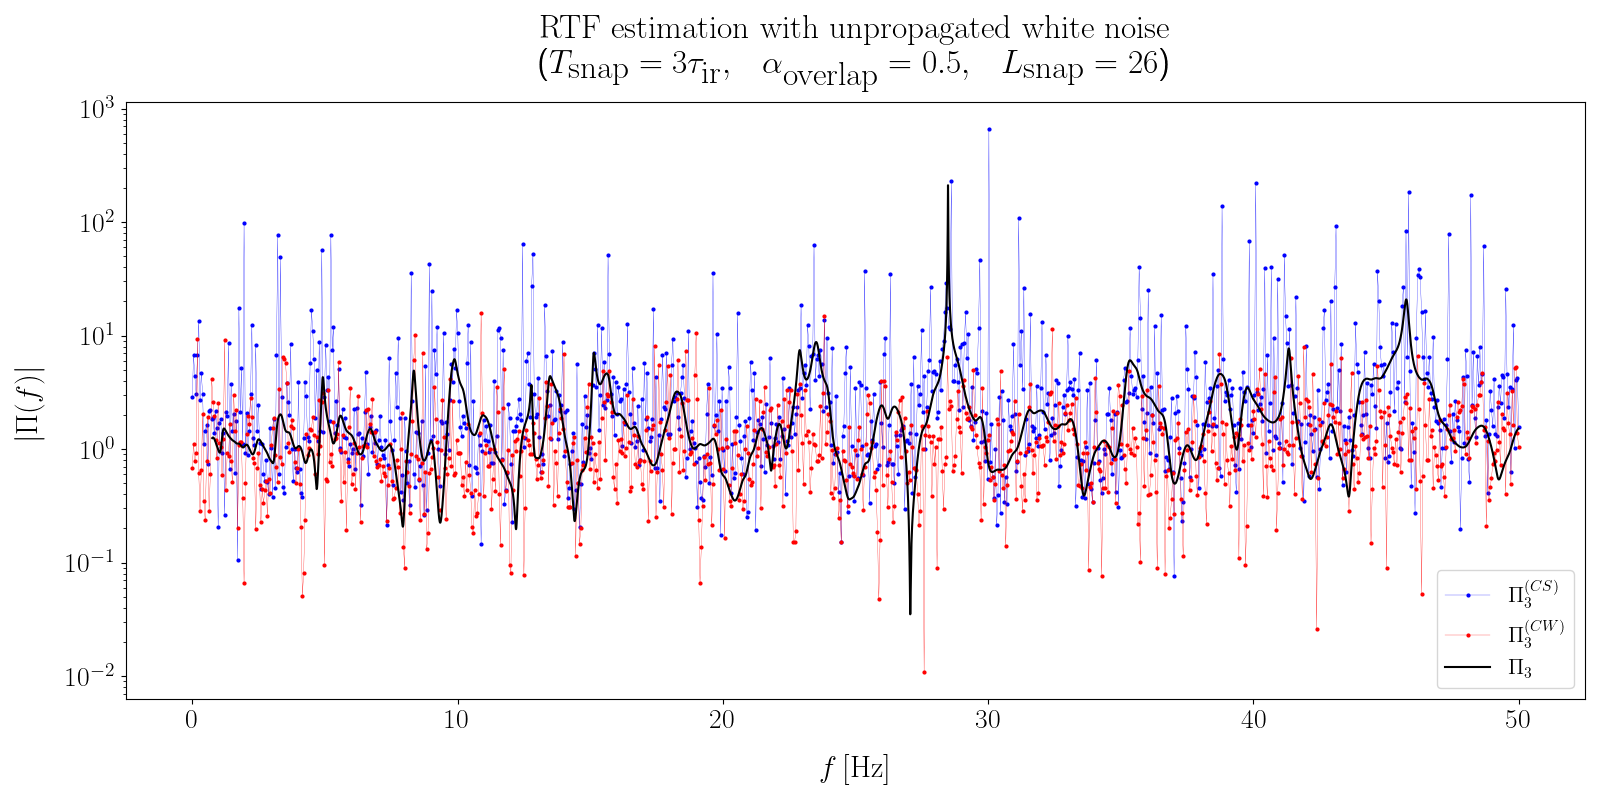 RTF estimation with unpropagated white noise
(T_snap = 3τ_ir, α_overlap = 0.5, L_snap = 26)
|Π(f)|
10^3
10^2
10^1
10^0
10^−1
10^−2
0 10 20 30 40 50
f [Hz]
Π_3^(CS)
Π_3^(CW)
Π_3